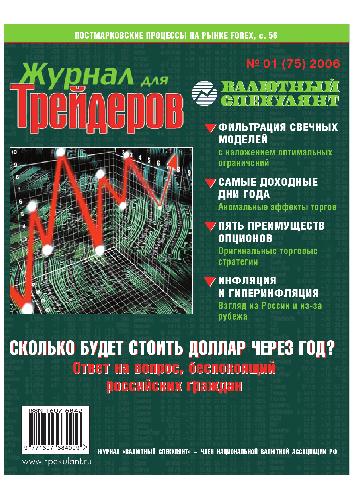 ПОСТМАРКОВСКИЕ ПРОЦЕССЫ НА РЫНКЕ FOREX, с. 56
№ 01 (75) 2006
Журнал для
Трейдеров
ВАЛЮТНЫЙ
СПЕКУЛЯНТ
ФИЛЬТРАЦИЯ СВЕЧНЫХ
МОДЕЛЕЙ
с наложением оптимальных
ограничений
САМЫЕ ДОХОДНЫЕ
ДНИ ГОДА
Аномальные эффекты торгов
ПЯТЬ ПРЕИМУЩЕСТВ
ОПЦИОНОВ
Оригинальные торговые
стратегии
ИНФЛЯЦИЯ
И ГИПЕРИНФЛЯЦИЯ
Взгляд из России и из-за
рубежа
СКОЛЬКО БУДЕТ СТОИТЬ ДОЛЛАР ЧЕРЕЗ ГОД?
Ответ на вопрос, беспокоящий
российских граждан
www.spekulant.ru
ЖУРНАЛ «ВАЛЮТНЫЙ СПЕКУЛЯНТ» – ЧЛЕН НАЦИОНАЛЬНОЙ ВАЛЮТНОЙ АССОЦИАЦИИ РФ